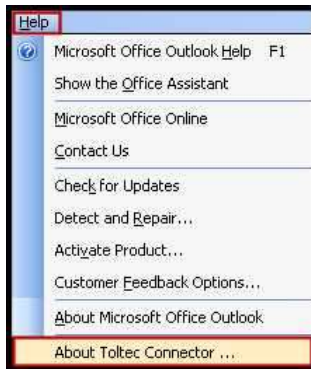 Help
Microsoft Office Outlook Help F1
Show the Office Assistant
Microsoft Office Online
Contact Us
Check for Updates
Detect and Repair...
Activate Product...
Customer Feedback Options...
About Microsoft Office Outlook
About Toltec Connector ...